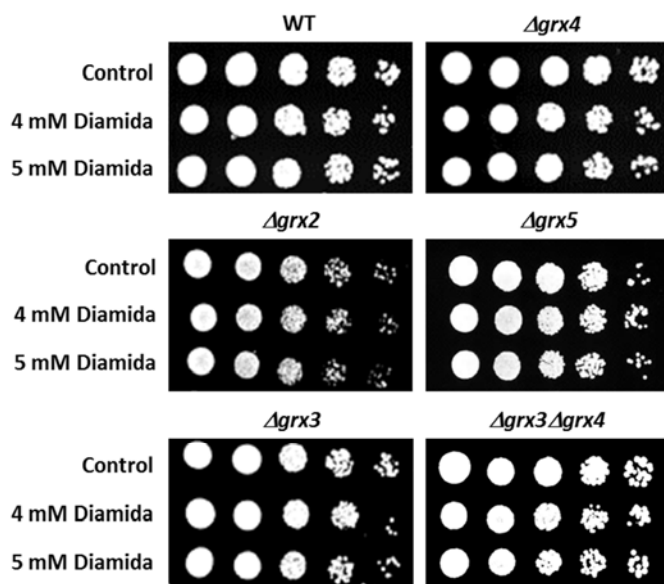 WT
Δgrx4
Control
4 mM Diamida
5 mM Diamida
Δgrx2
Δgrx5
Control
4 mM Diamida
5 mM Diamida
Δgrx3
Δgrx3Δgrx4
Control
4 mM Diamida
5 mM Diamida